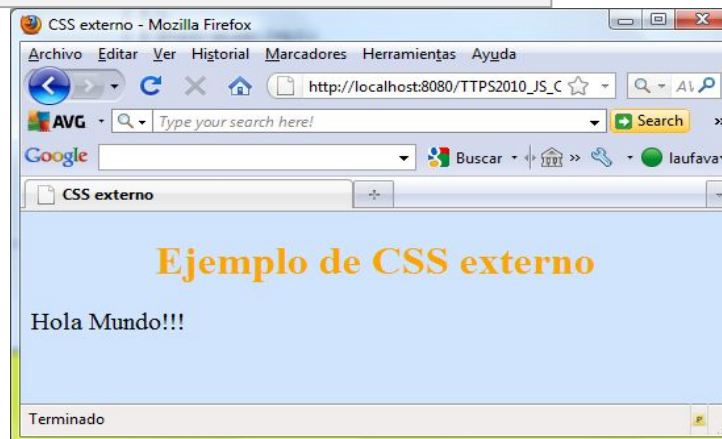 CSS externo - Mozilla Firefox
Archivo Editar Ver Historial Marcadores Herramientas Ayuda
http://localhost:8080/TTPS2010_JS_C
AVG Type your search here! Search »
Google Buscar » laufava
CSS externo
Ejemplo de CSS externo
Hola Mundo!!!
Terminado